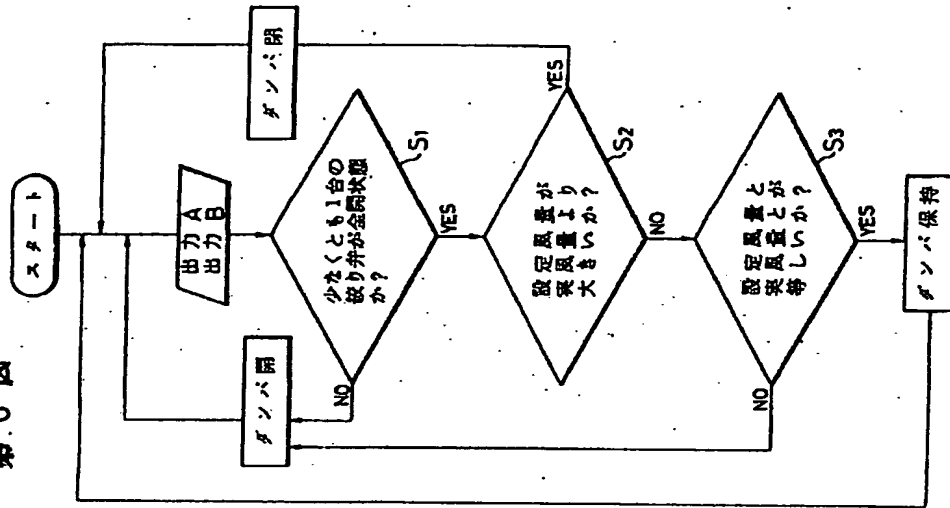 第6図
スタート
出力A
出力B
少なくとも1台の
絞り弁が全開状態
か?
S1
YES
NO
ダンパ開
設定風量が
実風量より
大きいか?
S2
YES
NO
ダンパ閉
設定風量と
実風量とが
等しいか?
S3
YES
NO
ダンパ保持